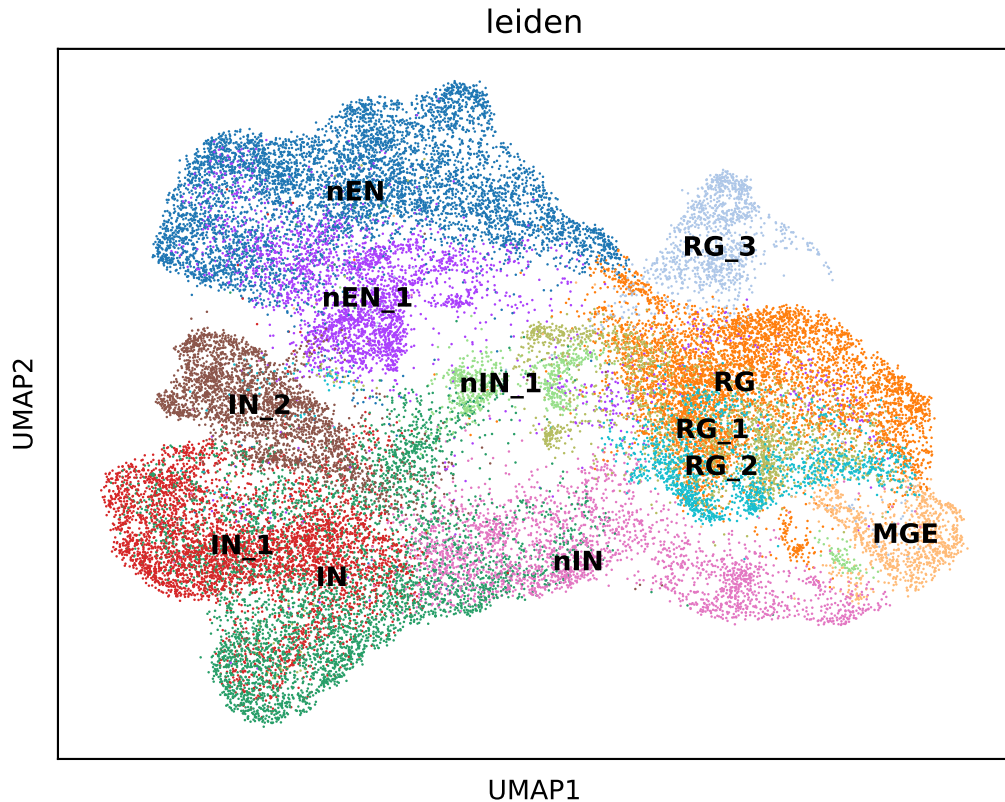 leiden
nEN
RG_3
nEN_1
nIN_1
RG
IN_2
RG_1
RG_2
MGE
IN_1
nIN
IN
UMAP2
UMAP1